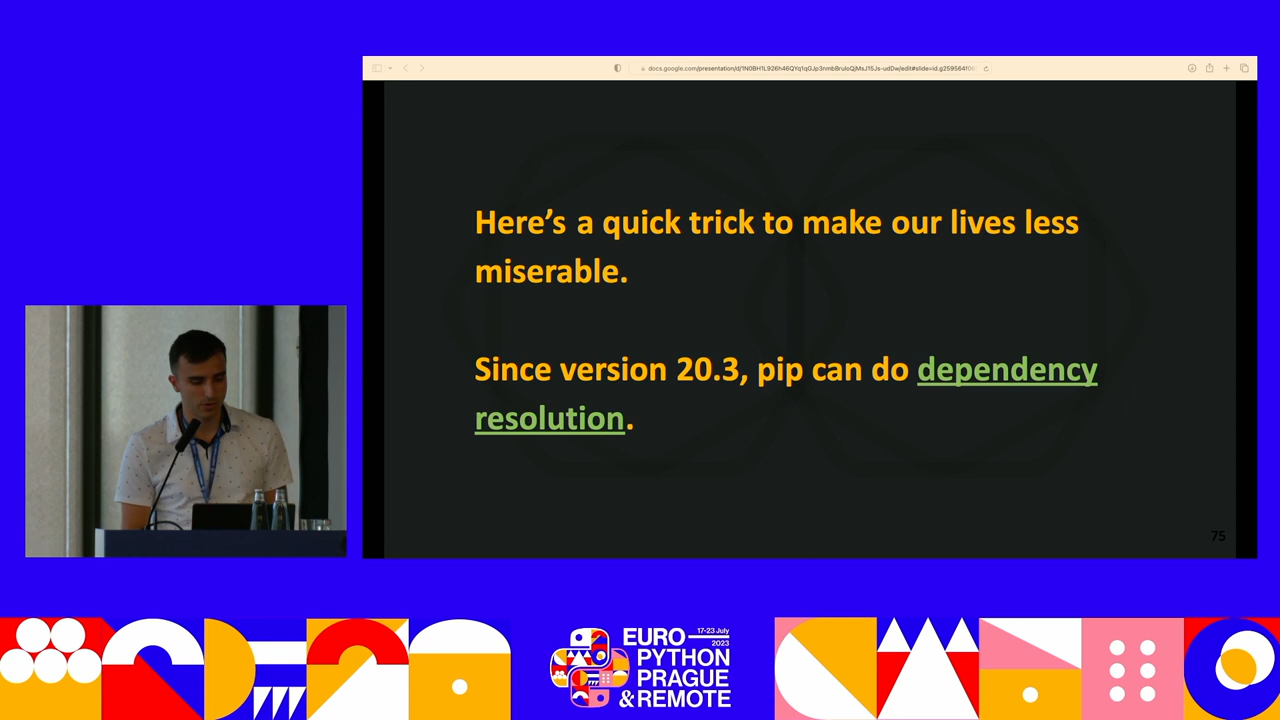 Here’s a quick trick to make our lives less
miserable.
Since version 20.3, pip can do dependency
resolution.
75
17-23 July
2023
EURO
PYTHON
PRAGUE
& REMOTE